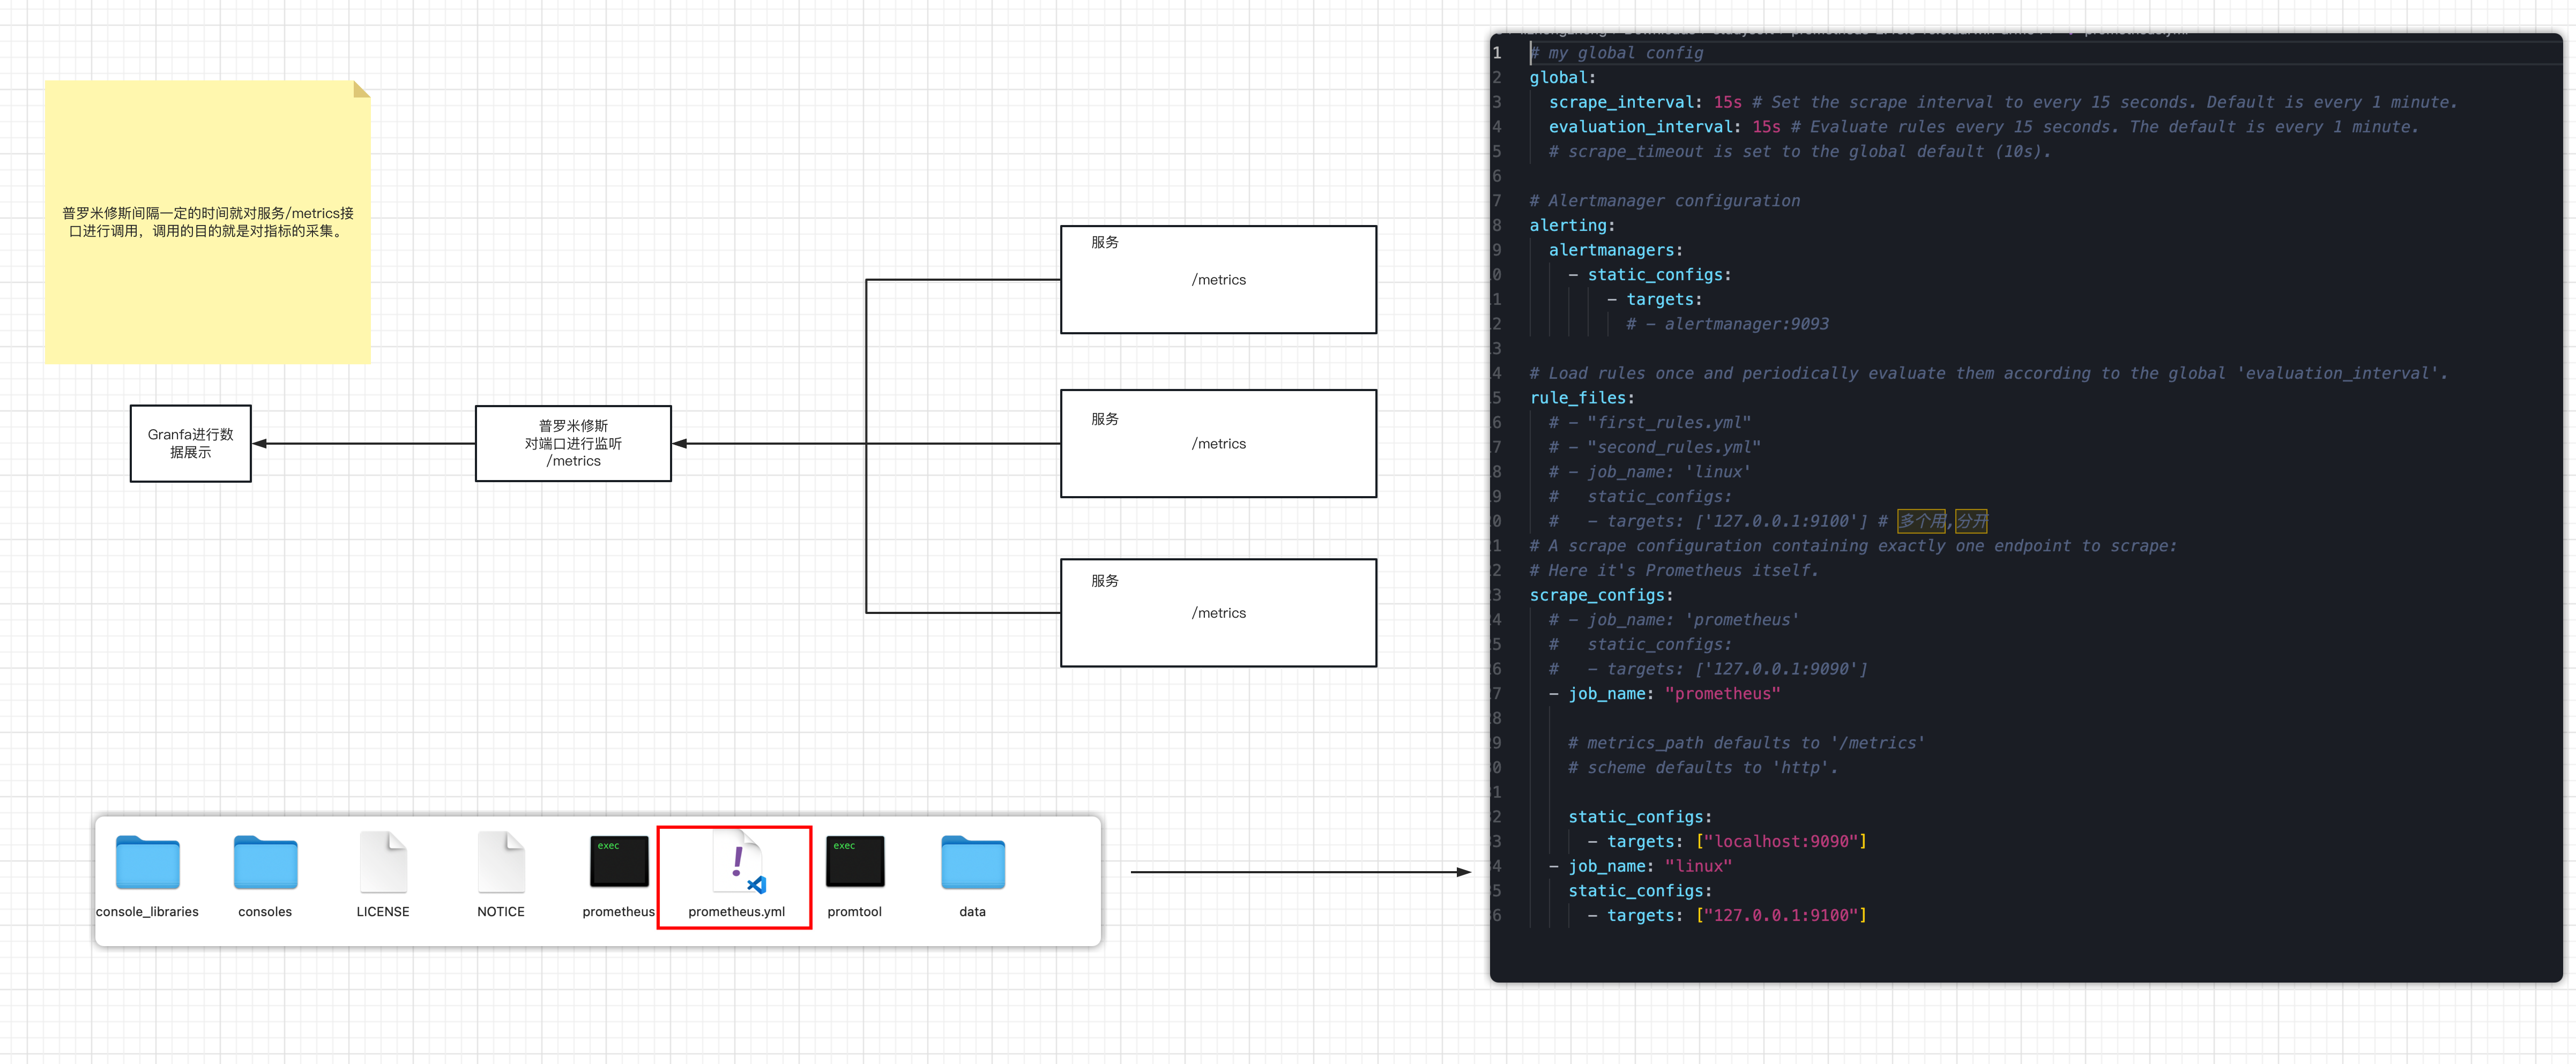 普罗米修斯间隔一定的时间就对服务/metrics接
口进行调用，调用的目的就是对指标的采集。
服务
/metrics
服务
/metrics
服务
/metrics
普罗米修斯
对端口进行监听
/metrics
Granfa进行数
据展示
console_libraries
consoles
LICENSE
NOTICE
prometheus
prometheus.yml
promtool
data
exec
exec
1 # my global config
2 global:
3 scrape_interval: 15s # Set the scrape interval to every 15 seconds. Default is every 1 minute.
4 evaluation_interval: 15s # Evaluate rules every 15 seconds. The default is every 1 minute.
5 # scrape_timeout is set to the global default (10s).
6
7 # Alertmanager configuration
8 alerting:
9 alertmanagers:
0 - static_configs:
1 - targets:
2 # - alertmanager:9093
3
4 # Load rules once and periodically evaluate them according to the global 'evaluation_interval'.
5 rule_files:
6 # - "first_rules.yml"
7 # - "second_rules.yml"
8 # - job_name: 'linux'
9 #   static_configs:
0 #   - targets: ['127.0.0.1:9100'] # 多个用,分开
1 # A scrape configuration containing exactly one endpoint to scrape:
2 # Here it's Prometheus itself.
3 scrape_configs:
4 # - job_name: 'prometheus'
5 #   static_configs:
6 #   - targets: ['127.0.0.1:9090']
7 - job_name: "prometheus"
8
9 # metrics_path defaults to '/metrics'
0 # scheme defaults to 'http'.
1
2 static_configs:
3 - targets: ["localhost:9090"]
4 - job_name: "linux"
5 static_configs:
6 - targets: ["127.0.0.1:9100"]